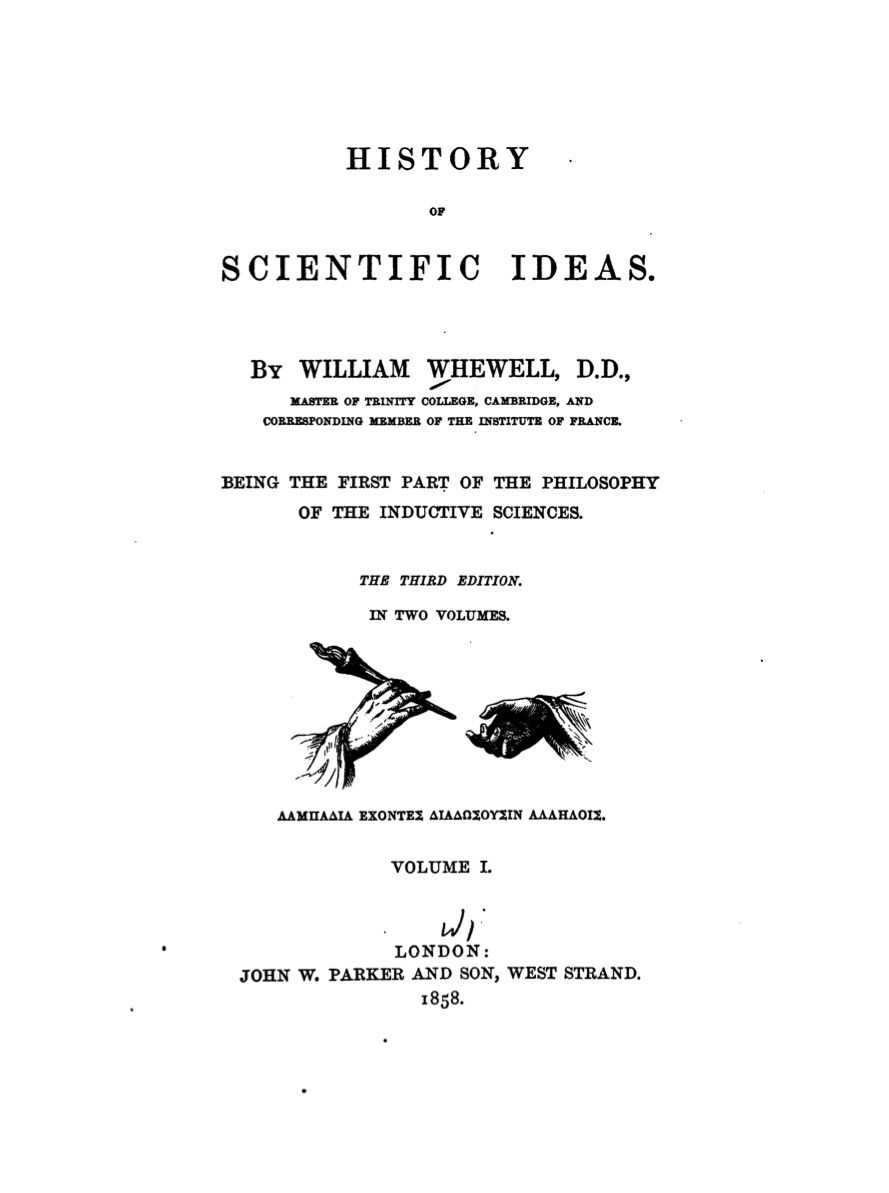 HISTORY
OF
SCIENTIFIC IDEAS.
BY WILLIAM WHEWELL, D.D.,
MASTER OF TRINITY COLLEGE, CAMBRIDGE, AND
CORRESPONDING MEMBER OF THE INSTITUTE OF FRANCE.
BEING THE FIRST PART OF THE PHILOSOPHY
OF THE INDUCTIVE SCIENCES.
THE THIRD EDITION.
IN TWO VOLUMES.
ΛΑΜΠΑΔΙΑ ΕΧΟΝΤΕΣ ΔΙΑΔΩΣΟΥΣΙΝ ΑΛΛΗΛΟΙΣ.
VOLUME I.
LONDON:
JOHN W. PARKER AND SON, WEST STRAND.
1858.